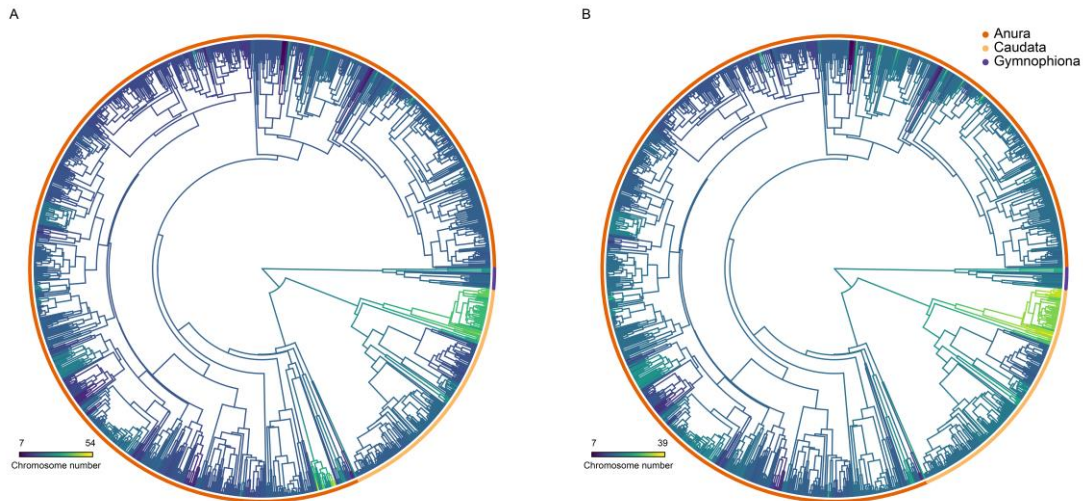 A
B
Anura
Caudata
Gymnophiona
7 54
Chromosome number
7 39
Chromosome number